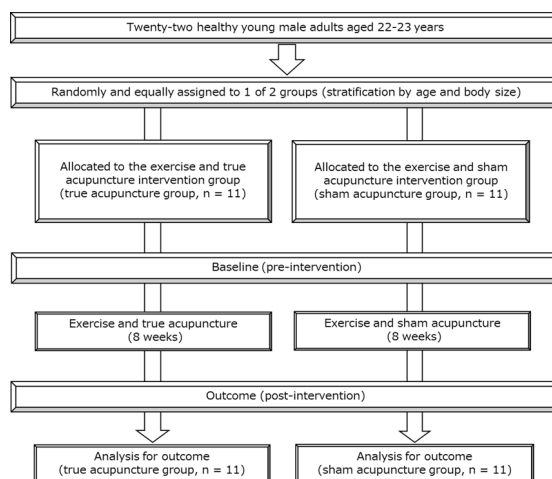 Twenty-two healthy young male adults aged 22-23 years
Randomly and equally assigned to 1 of 2 groups (stratification by age and body size)
Allocated to the exercise and true
acupuncture intervention group
(true acupuncture group, n = 11)
Allocated to the exercise and sham
acupuncture intervention group
(sham acupuncture group, n = 11)
Baseline (pre-intervention)
Exercise and true acupuncture
(8 weeks)
Exercise and sham acupuncture
(8 weeks)
Outcome (post-intervention)
Analysis for outcome
(true acupuncture group, n = 11)
Analysis for outcome
(sham acupuncture group, n = 11)